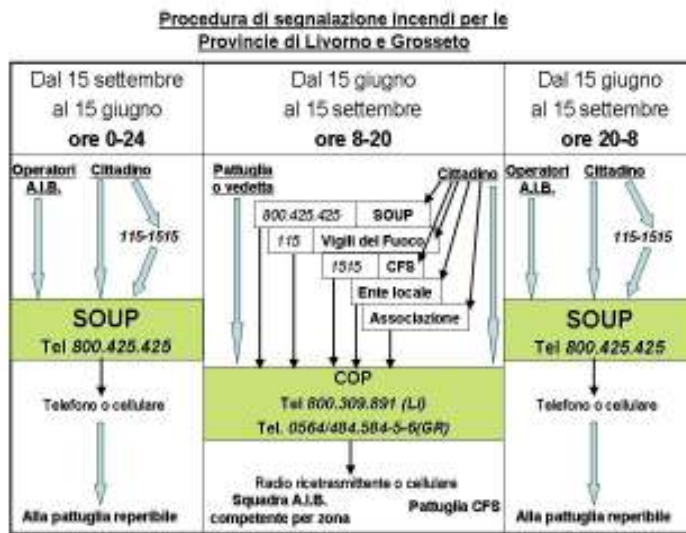 Procedura di segnalazione incendi per le
Provincie di Livorno e Grosseto
Dal 15 settembre
al 15 giugno
ore 0-24
Operatori
A.I.B.
Cittadino
115-1515
SOUP
Tel 800.425.425
Telefono o cellulare
Alla pattuglia reperibile
Dal 15 giugno
al 15 settembre
ore 8-20
Pattuglia
o vedetta
Cittadino
800.425.425 SOUP
115 Vigili del Fuoco
1515 CFS
Ente locale
Associazione
COP
Tel 800.309.891 (LI)
Tel. 0564/484.584-5-6(GR)
Radio ricetrasmittente o cellulare
Squadra A.I.B.
competente per zona
Pattuglia CFS
Dal 15 giugno
al 15 settembre
ore 20-8
Operatori
A.I.B.
Cittadino
115-1515
SOUP
Tel 800.425.425
Telefono o cellulare
Alla pattuglia reperibile